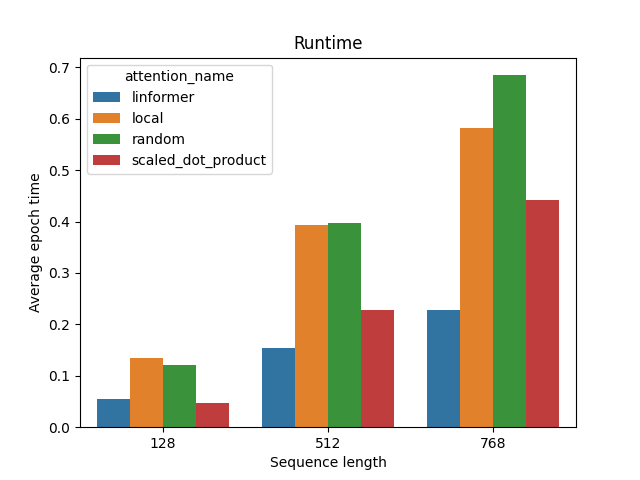 Runtime
attention_name
linformer
local
random
scaled_dot_product
Average epoch time
0.7
0.6
0.5
0.4
0.3
0.2
0.1
0.0
128 512 768
Sequence length